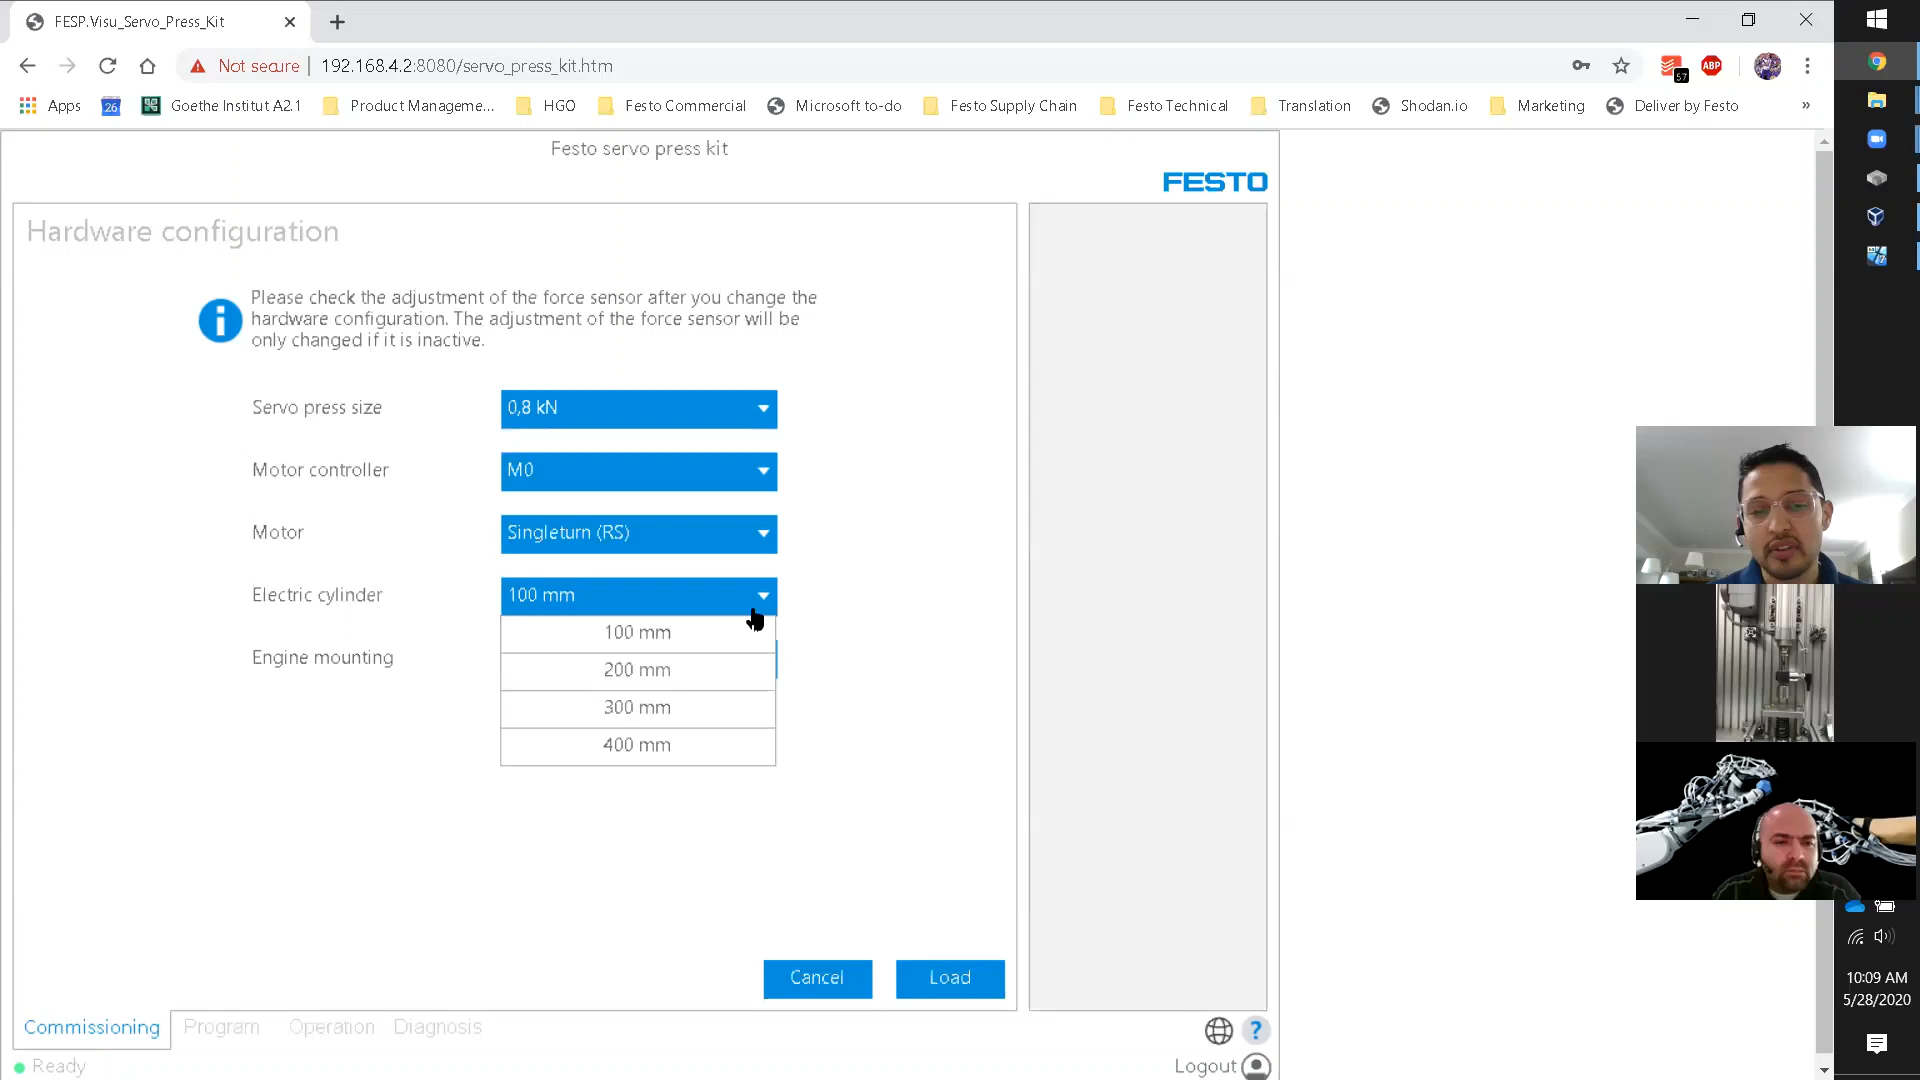 FESP.Visu_Servo_Press_Kit
Not secure
192.168.4.2:8080/servo_press_kit.htm
57
ABP
Apps
26
Goethe Institut A2.1
Product Manageme...
HGO
Festo Commercial
Microsoft to-do
Festo Supply Chain
Festo Technical
Translation
Shodan.io
Marketing
Deliver by Festo
»
Festo servo press kit
FESTO
Hardware configuration
Please check the adjustment of the force sensor after you change the
hardware configuration. The adjustment of the force sensor will be
only changed if it is inactive.
Servo press size
0,8 kN
Motor controller
M0
Motor
Singleturn (RS)
Electric cylinder
100 mm
100 mm
200 mm
300 mm
400 mm
Engine mounting
Cancel
Load
Commissioning
Program
Operation
Diagnosis
?
Ready
Logout
10:09 AM
5/28/2020